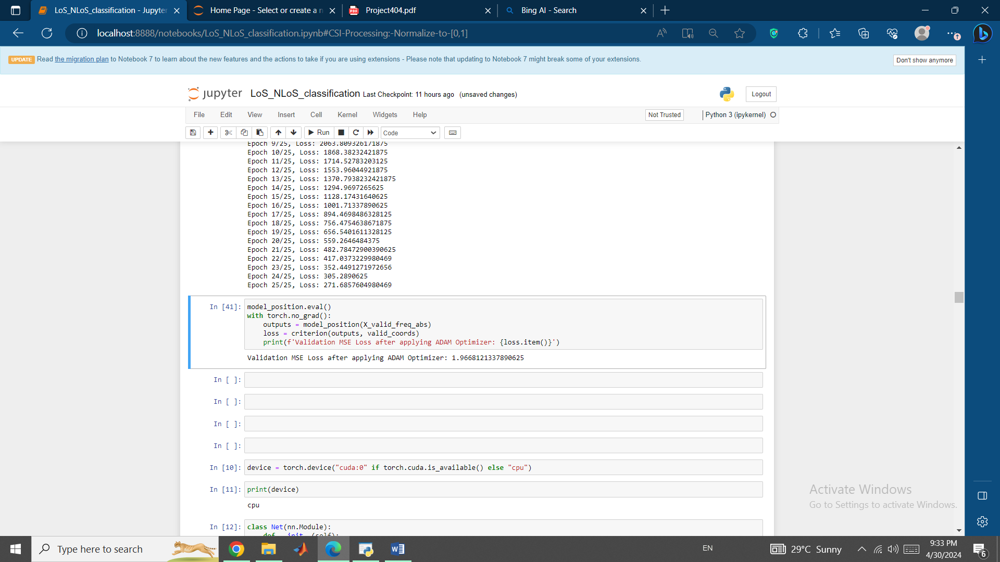 LoS_NLoS_classification - Jupyter
Home Page - Select or create a n
PDF
Project404.pdf
Bing AI - Search
localhost:8888/notebooks/LoS_NLoS_classification.ipynb#CSI-Processing:-Normalize-to-[0,1]
UPDATE Read the migration plan to Notebook 7 to learn about the new features and the actions to take if you are using extensions - Please note that updating to Notebook 7 might break some of your extensions.
Don't show anymore
jupyter LoS_NLoS_classification Last Checkpoint: 11 hours ago (unsaved changes)
Logout
File Edit View Insert Cell Kernel Widgets Help
Not Trusted
Python 3 (ipykernel)
Run
Code
Epoch 9/25, Loss: 2063.809326171875
Epoch 10/25, Loss: 1868.38232421875
Epoch 11/25, Loss: 1714.52783203125
Epoch 12/25, Loss: 1553.96044921875
Epoch 13/25, Loss: 1370.7938232421875
Epoch 14/25, Loss: 1294.9697265625
Epoch 15/25, Loss: 1128.17431640625
Epoch 16/25, Loss: 1001.71337890625
Epoch 17/25, Loss: 894.4698486328125
Epoch 18/25, Loss: 756.4754638671875
Epoch 19/25, Loss: 656.5401611328125
Epoch 20/25, Loss: 559.2646484375
Epoch 21/25, Loss: 482.78472900390625
Epoch 22/25, Loss: 417.0373229980469
Epoch 23/25, Loss: 352.4491271972656
Epoch 24/25, Loss: 305.2890625
Epoch 25/25, Loss: 271.6857604980469
In [41]: model_position.eval()
with torch.no_grad():
    outputs = model_position(X_valid_freq_abs)
    loss = criterion(outputs, valid_coords)
    print(f'Validation MSE Loss after applying ADAM Optimizer: {loss.item()}')
Validation MSE Loss after applying ADAM Optimizer: 1.9668121337890625
In [ ]:
In [ ]:
In [ ]:
In [ ]:
In [10]: device = torch.device("cuda:0" if torch.cuda.is_available() else "cpu")
In [11]: print(device)
cpu
In [12]: class Net(nn.Module):
    def __init__(self):
Activate Windows
Go to Settings to activate Windows.
Type here to search
EN
29°C Sunny
9:33 PM
4/30/2024
6